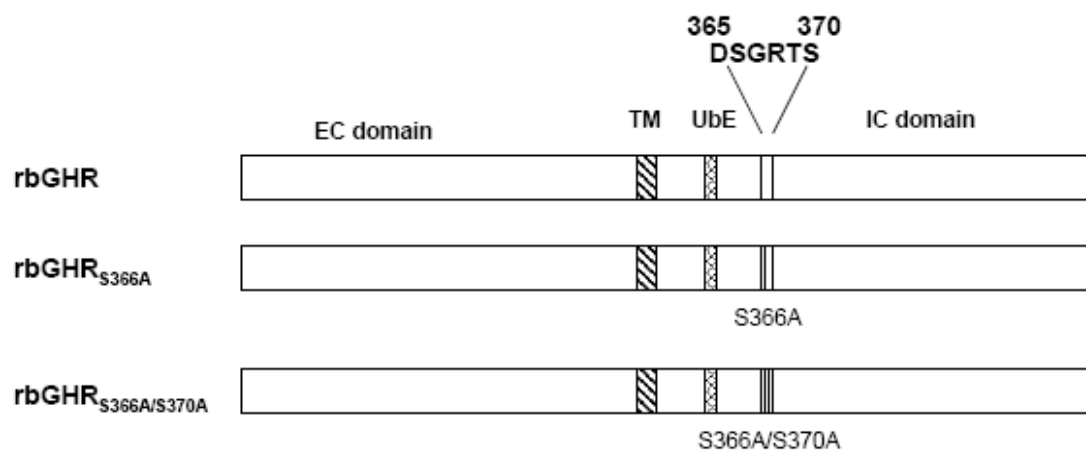 365 370
DSGRTS
EC domain TM UbE IC domain
rbGHR
rbGHRS366A
S366A
rbGHRS366A/S370A
S366A/S370A